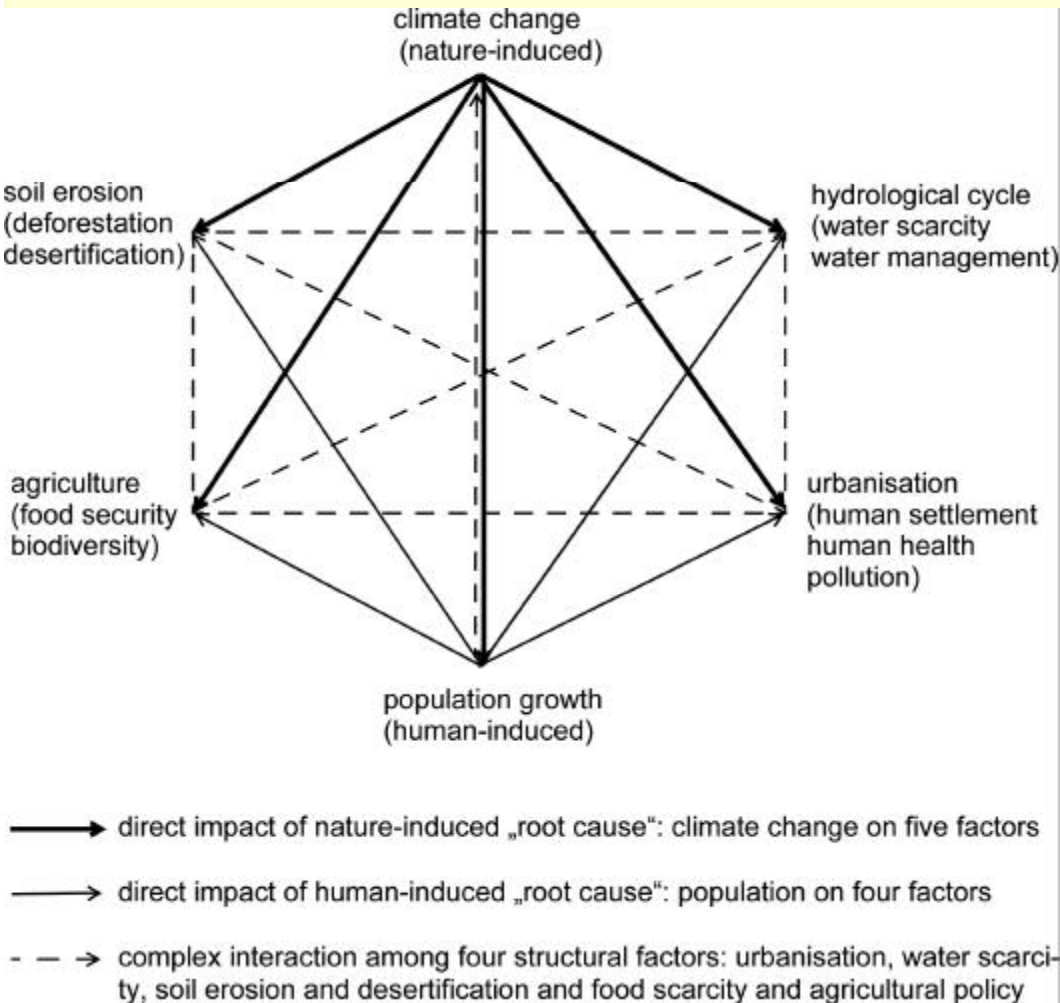 climate change
(nature-induced)
soil erosion
(deforestation
desertification)
hydrological cycle
(water scarcity
water management)
agriculture
(food security
biodiversity)
urbanisation
(human settlement
human health
pollution)
population growth
(human-induced)
direct impact of nature-induced „root cause“: climate change on five factors
direct impact of human-induced „root cause“: population on four factors
complex interaction among four structural factors: urbanisation, water scarci-
ty, soil erosion and desertification and food scarcity and agricultural policy